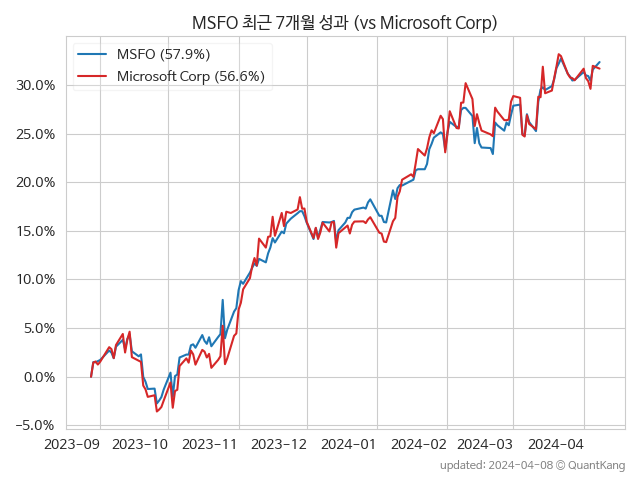 MSFO 최근 7개월 성과 (vs Microsoft Corp)
MSFO (57.9%)
Microsoft Corp (56.6%)
30.0%
25.0%
20.0%
15.0%
10.0%
5.0%
0.0%
−5.0%
2023-09 2023-10 2023-11 2023-12 2024-01 2024-02 2024-03 2024-04
updated: 2024-04-08 © QuantKang